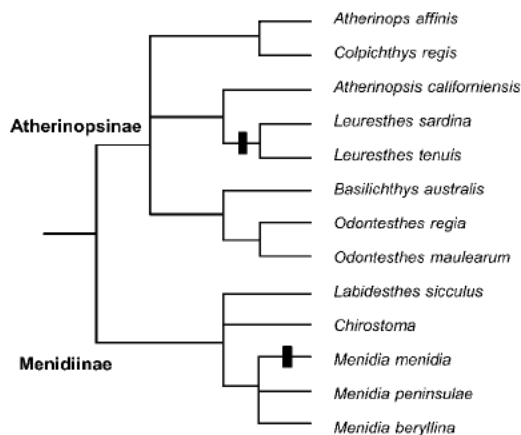 Atherinops affinis
Colpichthys regis
Atherinopsis californiensis
Atherinopsinae
Leuresthes sardina
Leuresthes tenuis
Basilichthys australis
Odontesthes regia
Odontesthes maulearum
Labidesthes sicculus
Chirostoma
Menidiinae
Menidia menidia
Menidia peninsulae
Menidia beryllina